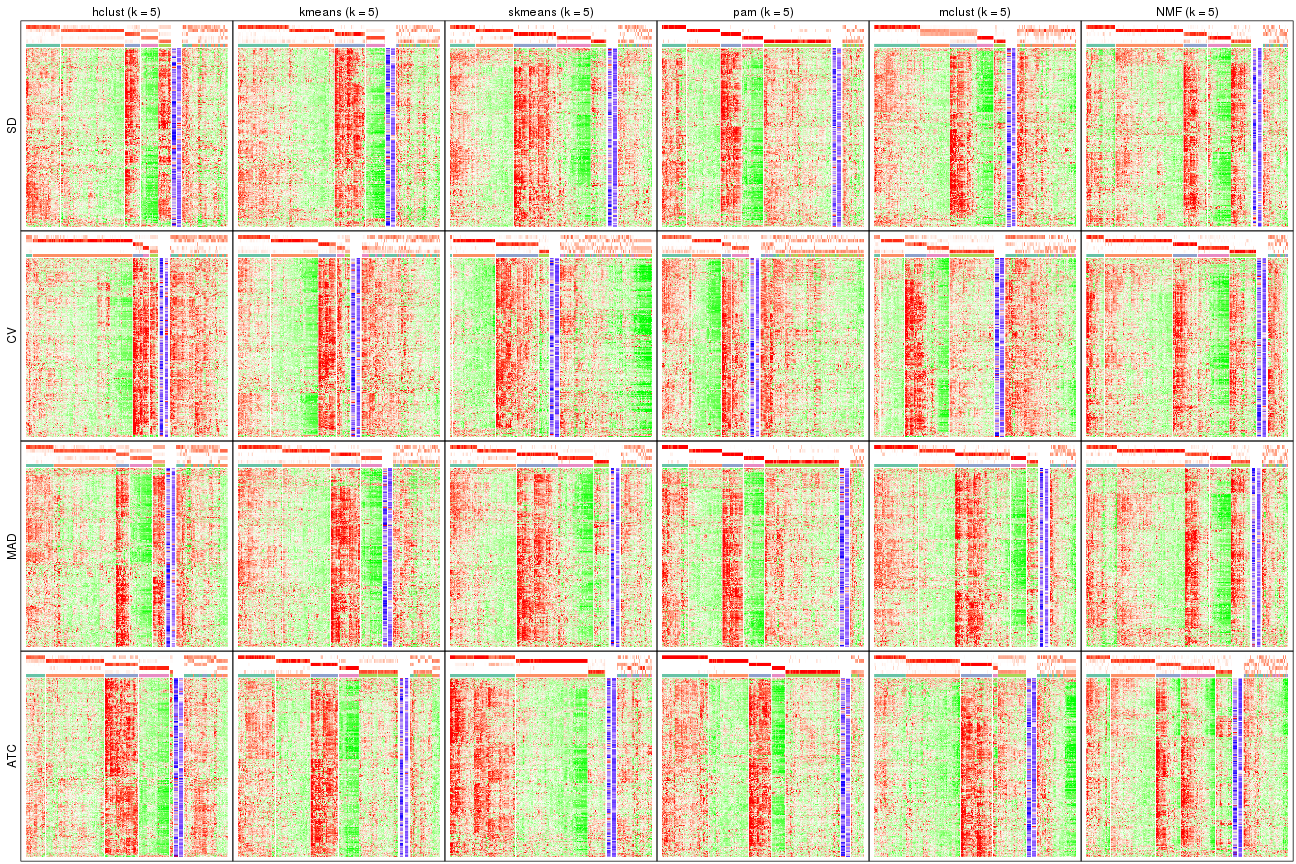 hclust (k = 5) kmeans (k = 5) skmeans (k = 5) pam (k = 5) mclust (k = 5) NMF (k = 5)
SD
CV
MAD
ATC